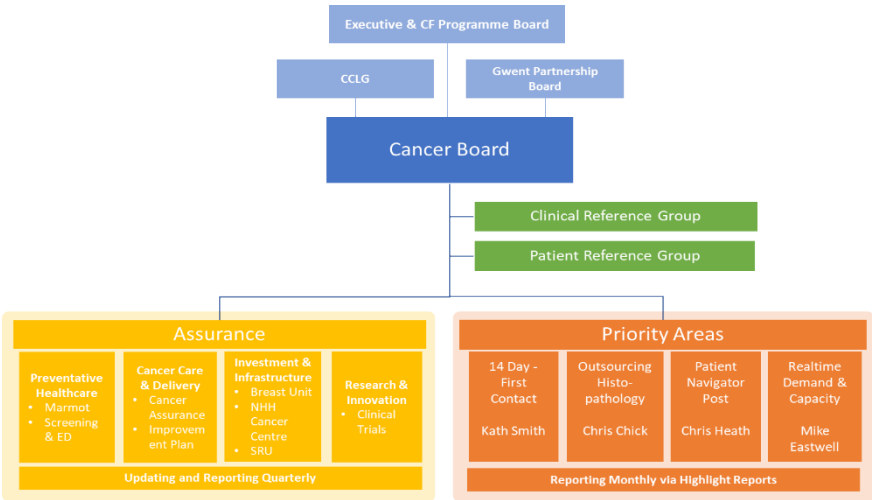 Executive & CF Programme Board
CCLG
Gwent Partnership
Board
Cancer Board
Clinical Reference Group
Patient Reference Group
Assurance
Preventative
Healthcare
• Marmot
• Screening
& ED
Cancer Care
& Delivery
• Cancer
Assurance
• Improvem
ent Plan
Investment &
Infrastructure
• Breast Unit
• NHH
Cancer
Centre
• SRU
Research &
Innovation
• Clinical
Trials
Updating and Reporting Quarterly
Priority Areas
14 Day -
First
Contact
Kath Smith
Outsourcing
Histo-
pathology
Chris Chick
Patient
Navigator
Post
Chris Heath
Realtime
Demand &
Capacity
Mike
Eastwell
Reporting Monthly via Highlight Reports